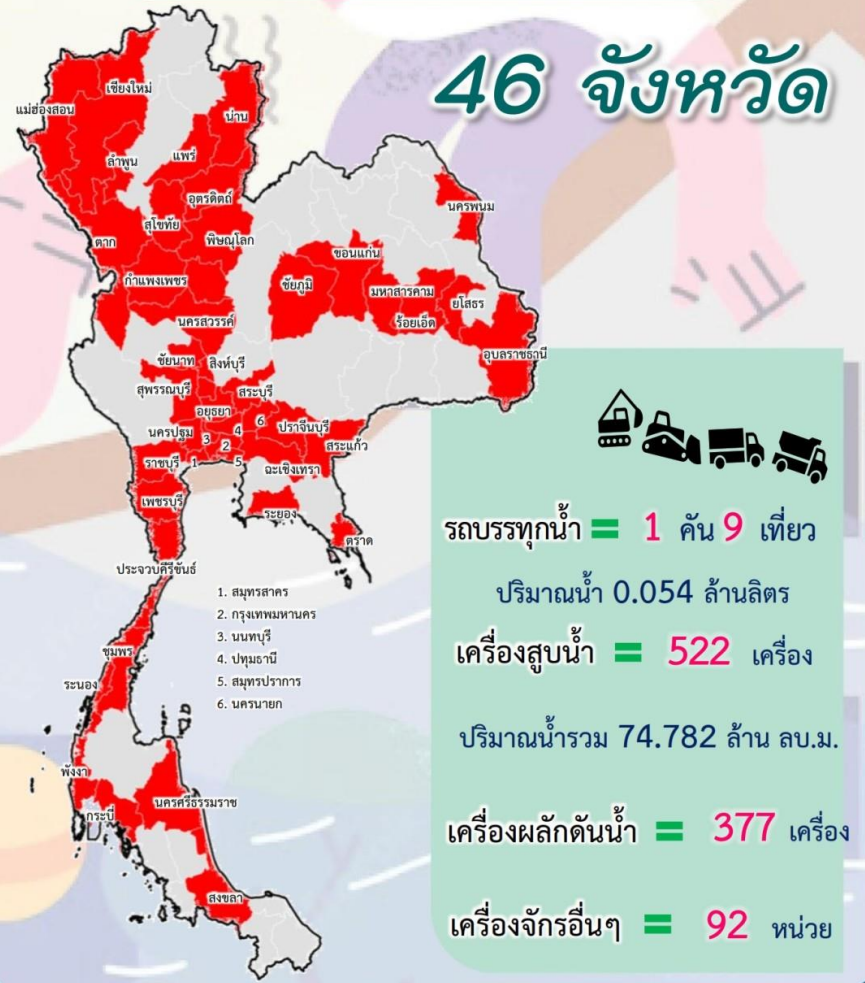 46 จังหวัด
เชียงใหม่
แม่ฮ่องสอน
น่าน
ลำพูน
แพร่
อุตรดิตถ์
สุโขทัย
ตาก
พิษณุโลก
กำแพงเพชร
นครสวรรค์
นครพนม
ขอนแก่น
ชัยภูมิ
มหาสารคาม
ยโสธร
ร้อยเอ็ด
อุบลราชธานี
ชัยนาท
สิงห์บุรี
สุพรรณบุรี
สระบุรี
อยุธยา
6
4
ปราจีนบุรี
นครปฐม
3
2
สระแก้ว
ราชบุรี
1
5
ฉะเชิงเทรา
เพชรบุรี
ระยอง
ตราด
ประจวบคีรีขันธ์
ชุมพร
ระนอง
พังงา
นครศรีธรรมราช
กระบี่
สงขลา
1. สมุทรสาคร
2. กรุงเทพมหานคร
3. นนทบุรี
4. ปทุมธานี
5. สมุทรปราการ
6. นครนายก
รถบรรทุกน้ำ = 1 คัน 9 เที่ยว
ปริมาณน้ำ 0.054 ล้านลิตร
เครื่องสูบน้ำ = 522 เครื่อง
ปริมาณน้ำรวม 74.782 ล้าน ลบ.ม.
เครื่องผลักดันน้ำ = 377 เครื่อง
เครื่องจักรอื่นๆ = 92 หน่วย